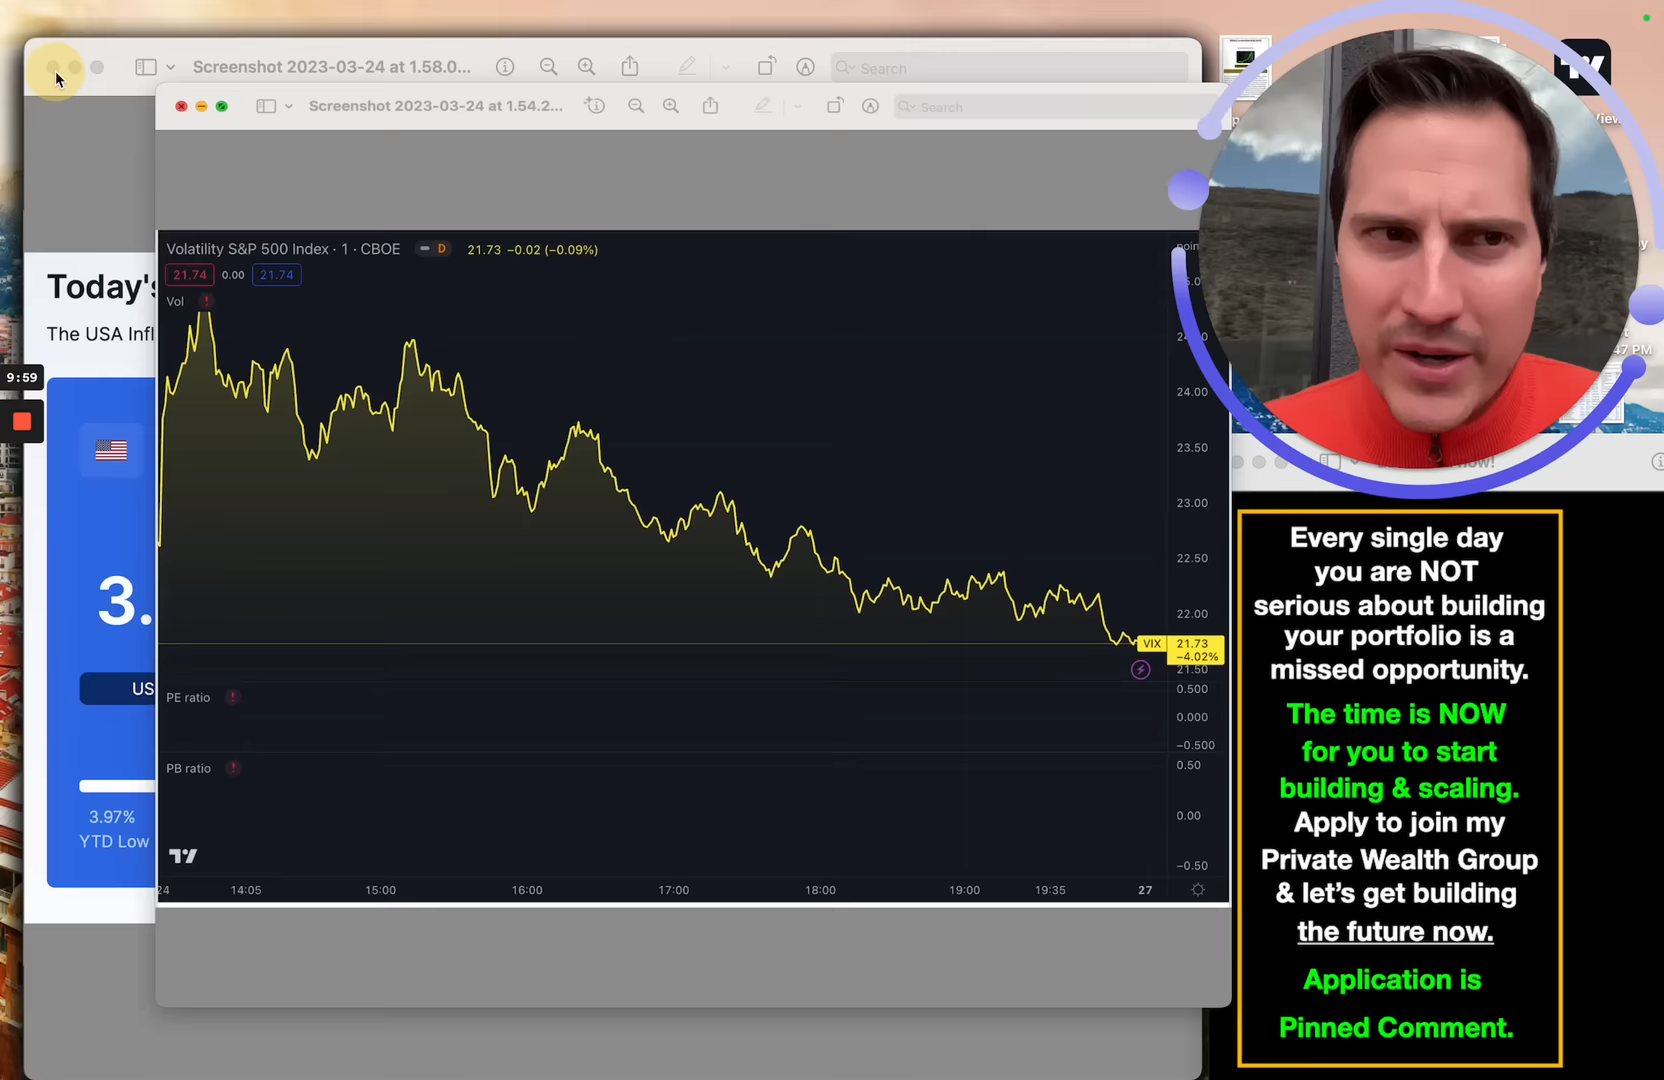 Screenshot 2023-03-24 at 1.58.0...
Search
Screenshot 2023-03-24 at 1.54.2...
Search
Volatility S&P 500 Index · 1 · CBOE
D
21.73 −0.02 (−0.09%)
21.74
0.00
21.74
Vol
24.00
23.50
23.00
22.50
22.00
VIX
21.73
−4.02%
21.50
PE ratio
0.500
0.000
−0.500
PB ratio
0.50
0.00
−0.50
24
14:05
15:00
16:00
17:00
18:00
19:00
19:35
27
Today's
The USA Infl
9:59
3.
US
3.97%
YTD Low
47 PM
Every single day
you are NOT
serious about building
your portfolio is a
missed opportunity.
The time is NOW
for you to start
building & scaling.
Apply to join my
Private Wealth Group
& let's get building
the future now.
Application is
Pinned Comment.